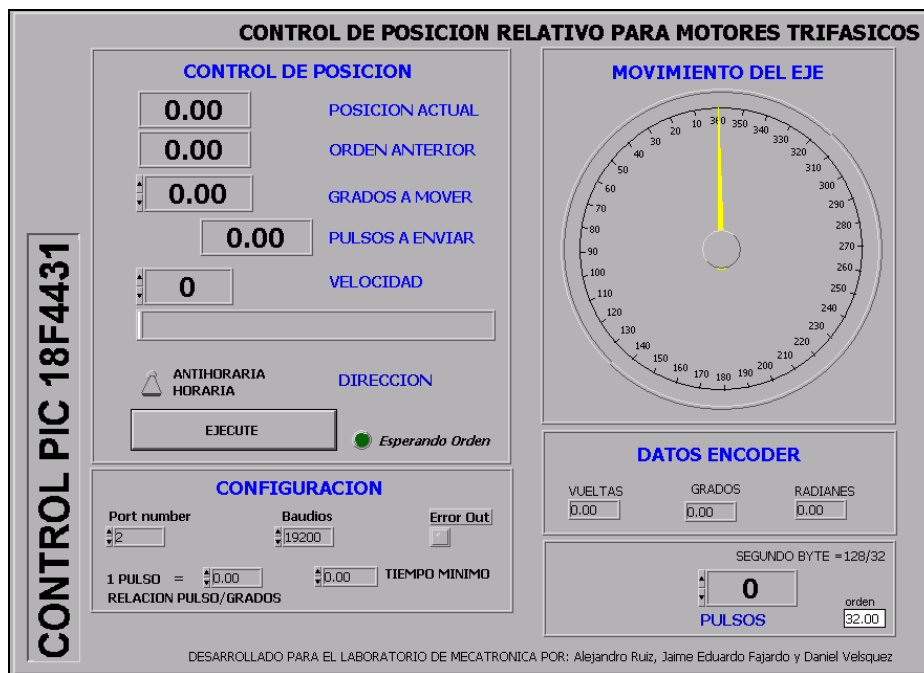 CONTROL DE POSICION RELATIVO PARA MOTORES TRIFASICOS
CONTROL PIC 18F4431
CONTROL DE POSICION
0.00 POSICION ACTUAL
0.00 ORDEN ANTERIOR
0.00 GRADOS A MOVER
0.00 PULSOS A ENVIAR
0 VELOCIDAD
ANTIHORARIA
HORARIA
DIRECCION
EJECUTE
Esperando Orden
MOVIMIENTO DEL EJE
360 350 340 330 320 310 300 290 280 270 260 250 240 230 220 210 200 190 180 170 160 150 140 130 120 110 100 90 80 70 60 50 40 30 20 10
CONFIGURACION
Port number Baudios Error Out
2 19200
1 PULSO = 0.00 0.00 TIEMPO MINIMO
RELACION PULSO/GRADOS
DATOS ENCODER
VUELTAS GRADOS RADIANES
0.00 0.00 0.00
SEGUNDO BYTE =128/32
0
PULSOS
orden
32.00
DESARROLLADO PARA EL LABORATORIO DE MECATRONICA POR: Alejandro Ruiz, Jaime Eduardo Fajardo y Daniel Velsquez